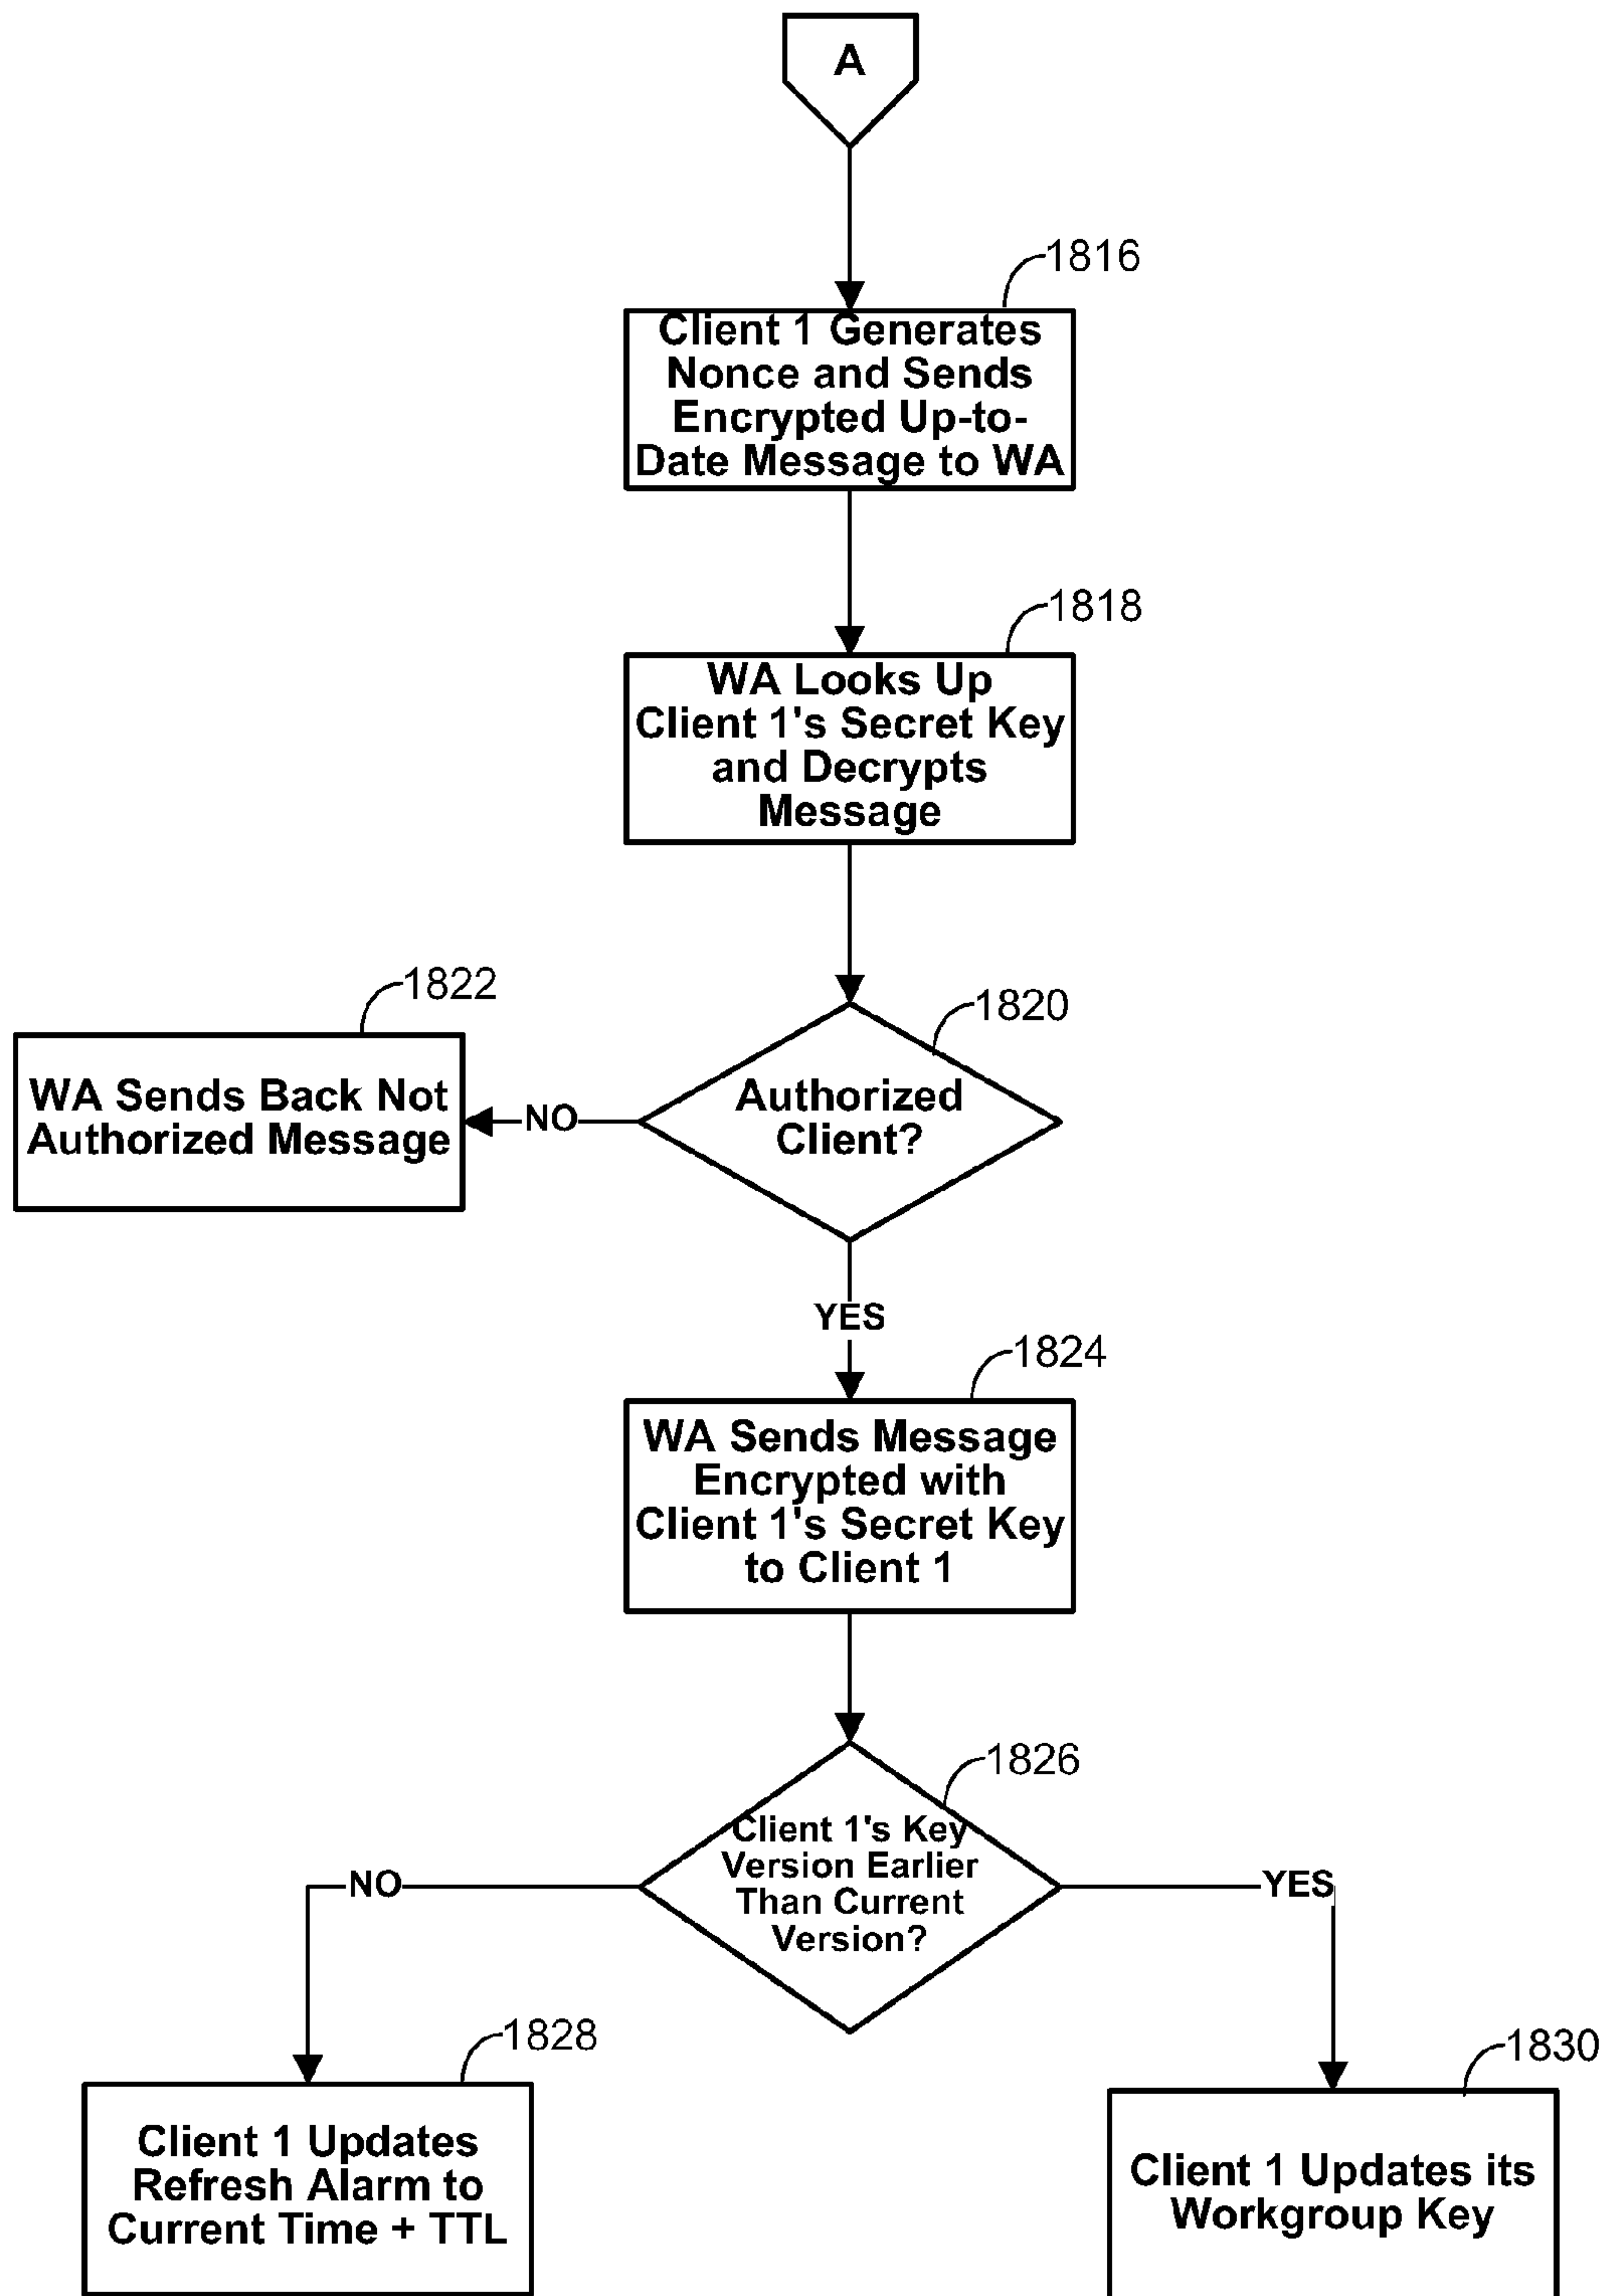 A
1816
Client 1 Generates
Nonce and Sends
Encrypted Up-to-
Date Message to WA
1818
WA Looks Up
Client 1's Secret Key
and Decrypts
Message
1822
1820
WA Sends Back Not
Authorized Message
NO
Authorized
Client?
YES
1824
WA Sends Message
Encrypted with
Client 1's Secret Key
to Client 1
1826
Client 1's Key
Version Earlier
Than Current
Version?
NO
YES
1828
1830
Client 1 Updates
Refresh Alarm to
Current Time + TTL
Client 1 Updates its
Workgroup Key